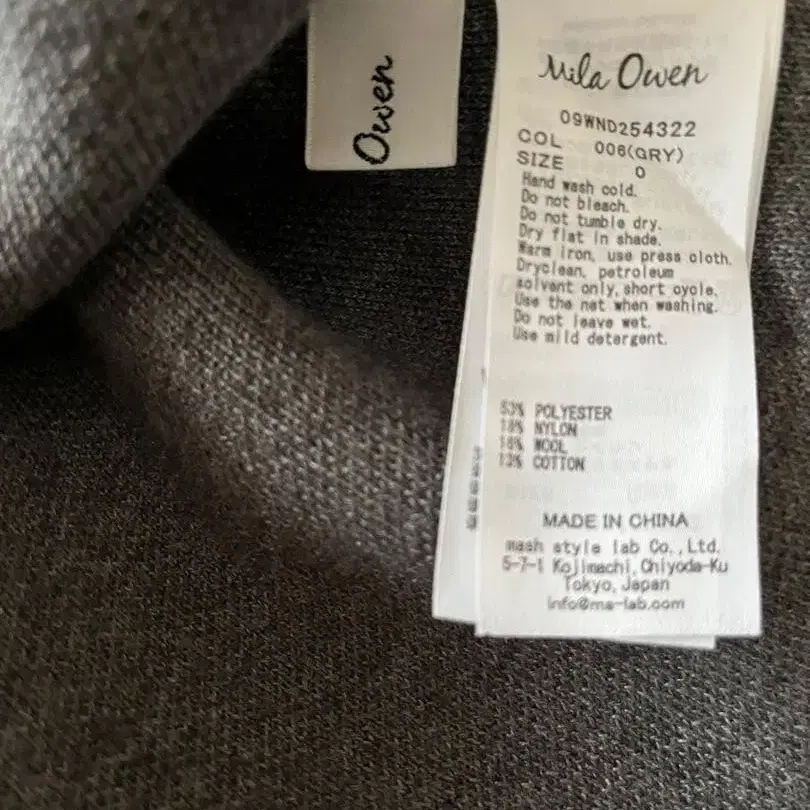 Owen
Mila Owen
09WND254322
COL 006(GRY)
SIZE 0
Hand wash cold.
Do not bleach.
Do not tumble dry.
Dry flat in shade.
Warm iron, use press cloth.
Dryclean, petroleum
solvent only, short cycle.
Use the net when washing.
Do not leave wet.
Use mild detergent.
53% POLYESTER
18% NYLON
16% WOOL
13% COTTON
MADE IN CHINA
mash style lab Co.,Ltd.
5-7-1 Kojimachi, Chiyoda-Ku
Tokyo, Japan
info@ma-lab.com